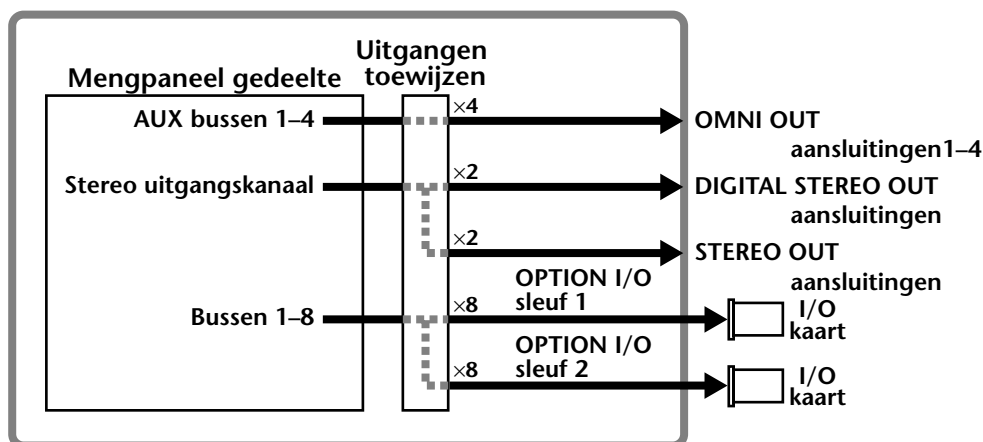 Uitgangen
toewijzen
Mengpaneel gedeelte
AUX bussen 1–4
×4
OMNI OUT
aansluitingen1–4
Stereo uitgangskanaal
×2
DIGITAL STEREO OUT
aansluitingen
×2
STEREO OUT
aansluitingen
Bussen 1–8
×8
OPTION I/O
sleuf 1
I/O
kaart
×8
OPTION I/O
sleuf 2
I/O
kaart